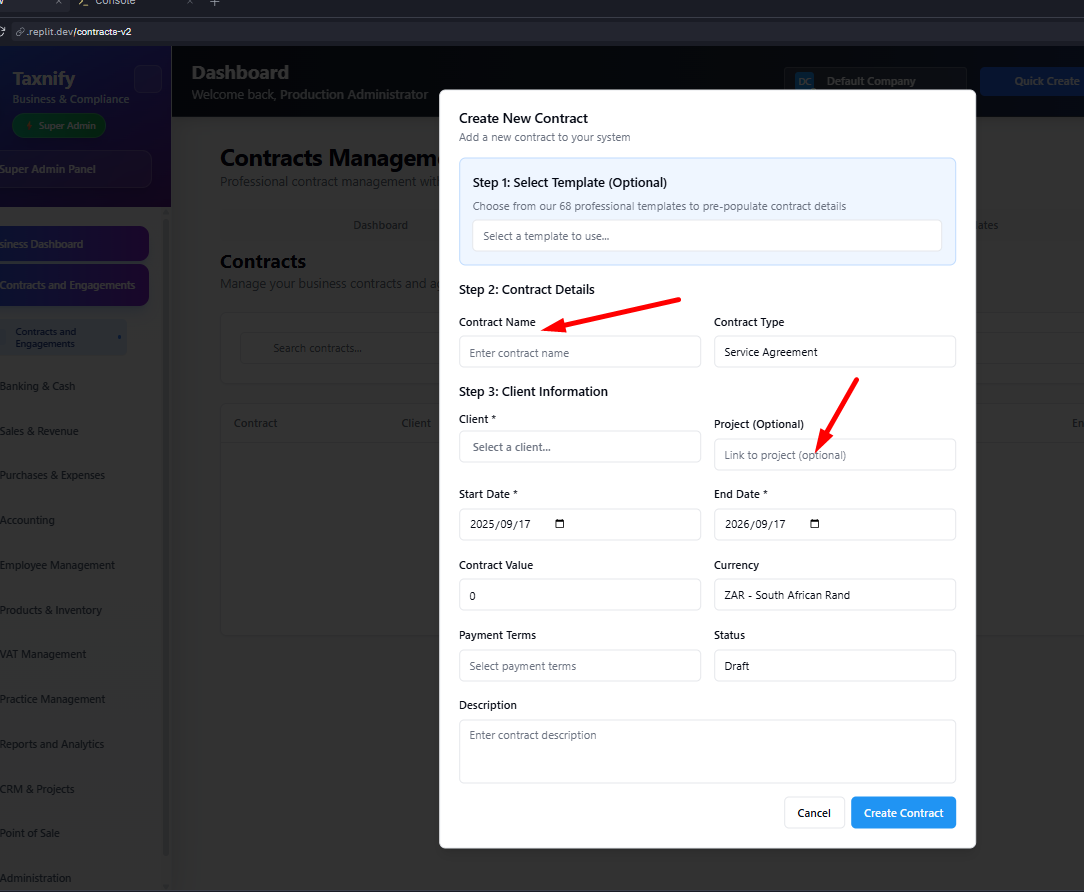 Console
.replit.dev/contracts-v2
Taxnify
Business & Compliance
Super Admin
Super Admin Panel
siness Dashboard
Contracts and Engagements
Contracts and
Engagements
Banking & Cash
Sales & Revenue
Purchases & Expenses
Accounting
Employee Management
Products & Inventory
VAT Management
Practice Management
Reports and Analytics
CRM & Projects
Point of Sale
Administration
Dashboard
Welcome back, Production Administrator
DC Default Company
Quick Create
Contracts Managem
Professional contract management with
Dashboard
ates
Contracts
Manage your business contracts and a
Search contracts...
Contract Client
En
Create New Contract
Add a new contract to your system
Step 1: Select Template (Optional)
Choose from our 68 professional templates to pre-populate contract details
Select a template to use...
Step 2: Contract Details
Contract Name Contract Type
Enter contract name Service Agreement
Step 3: Client Information
Client * Project (Optional)
Select a client... Link to project (optional)
Start Date * End Date *
2025/09/17 2026/09/17
Contract Value Currency
0 ZAR - South African Rand
Payment Terms Status
Select payment terms Draft
Description
Enter contract description
Cancel Create Contract